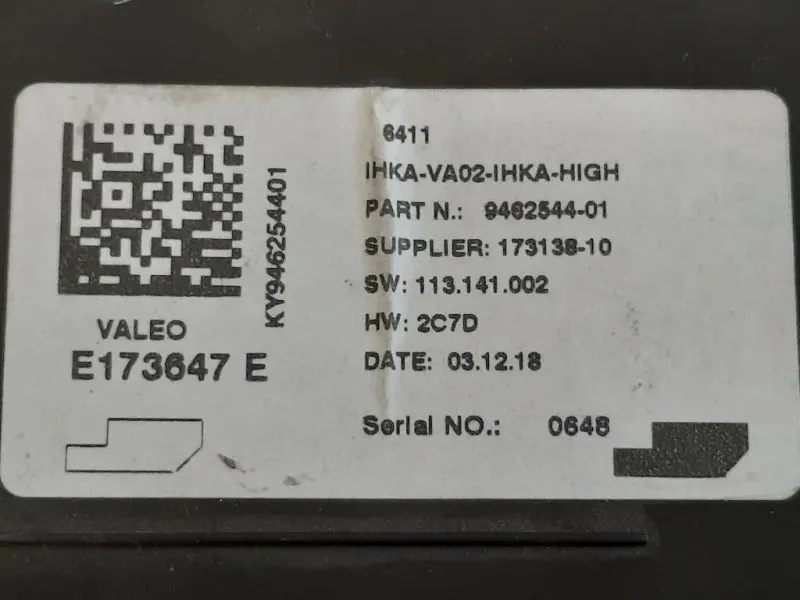 6411
IHKA-VA02-IHKA-HIGH
PART N.: 9462544-01
SUPPLIER: 173138-10
SW: 113.141.002
HW: 2C7D
DATE: 03.12.18
Serial NO.: 0648
KY946254401
VALEO
E173647 E